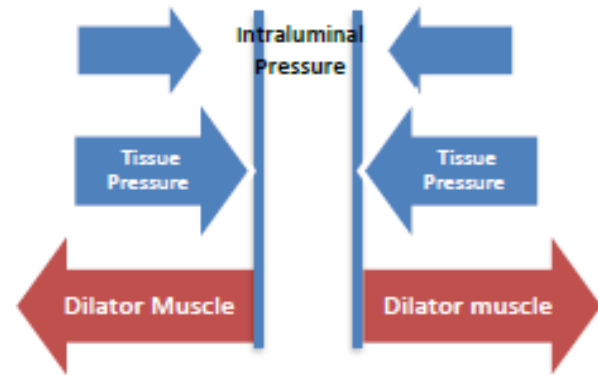 Intraluminal
Pressure
Tissue
Pressure
Tissue
Pressure
Dilator Muscle
Dilator muscle